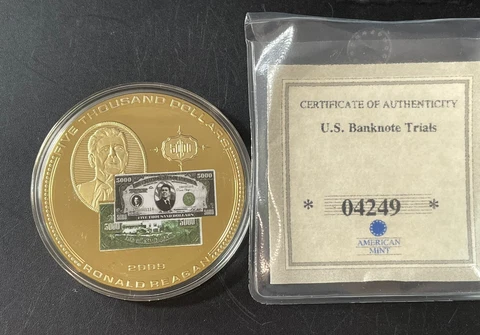 FIVE THOUSAND DOLLARS
5000
5000 5000
FIVE THOUSAND DOLLARS
5000
2009
RONALD REAGAN
CERTIFICATE OF AUTHENTICITY
U.S. Banknote Trials
* 04249 *
AMERICAN
MINT